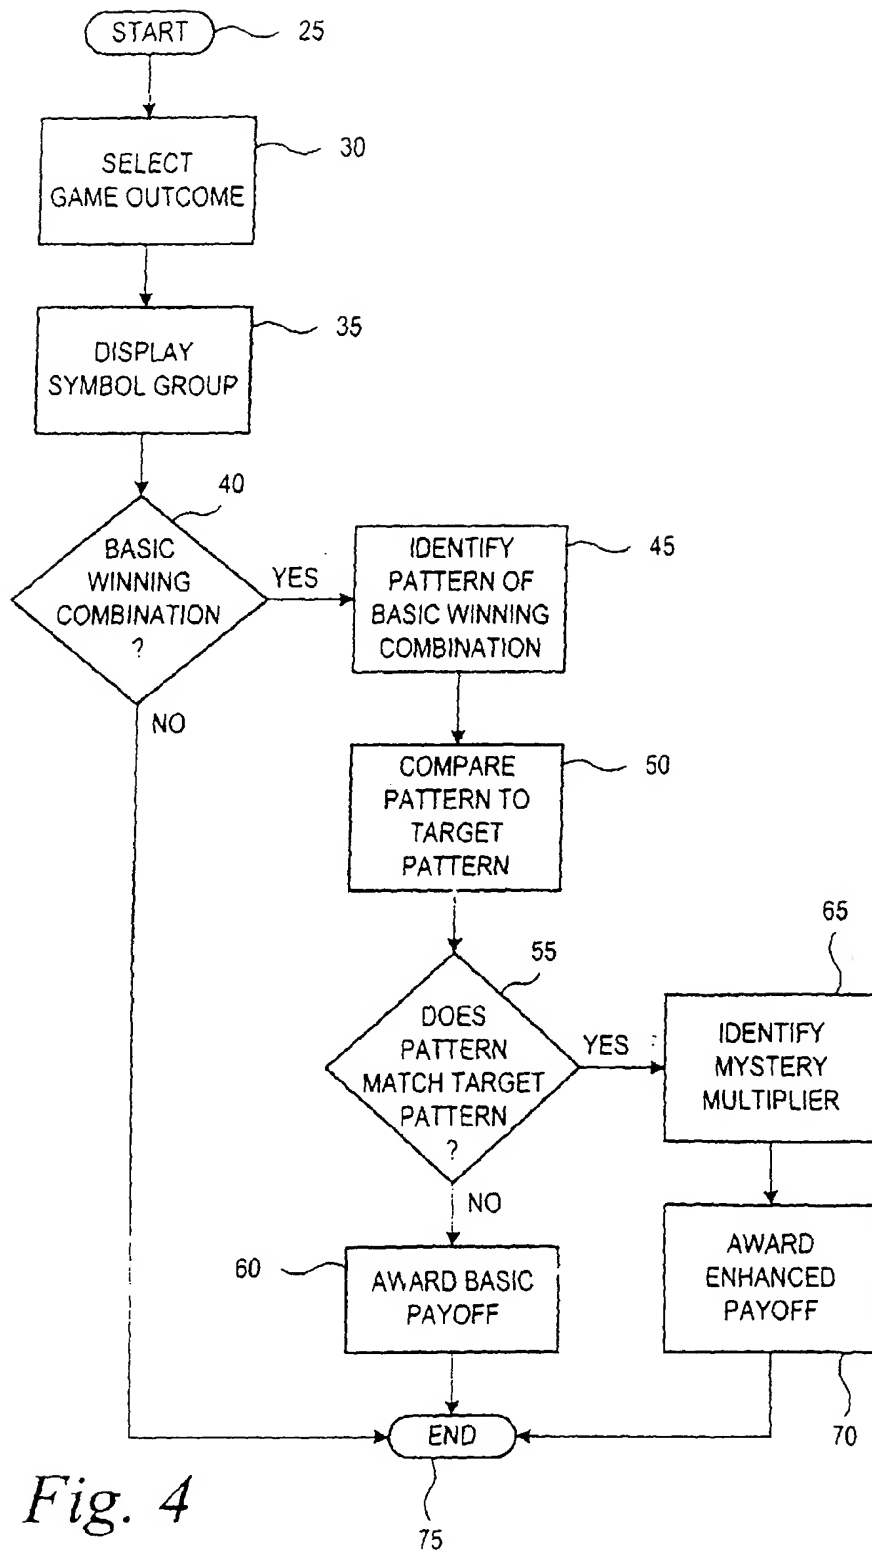 START
25
SELECT
GAME OUTCOME
30
DISPLAY
SYMBOL GROUP
35
BASIC
WINNING
COMBINATION
?
40
YES
NO
IDENTIFY
PATTERN OF
BASIC WINNING
COMBINATION
45
COMPARE
PATTERN TO
TARGET
PATTERN
50
DOES
PATTERN
MATCH TARGET
PATTERN
?
55
YES
NO
IDENTIFY
MYSTERY
MULTIPLIER
65
AWARD BASIC
PAYOFF
60
AWARD
ENHANCED
PAYOFF
70
END
75
Fig. 4